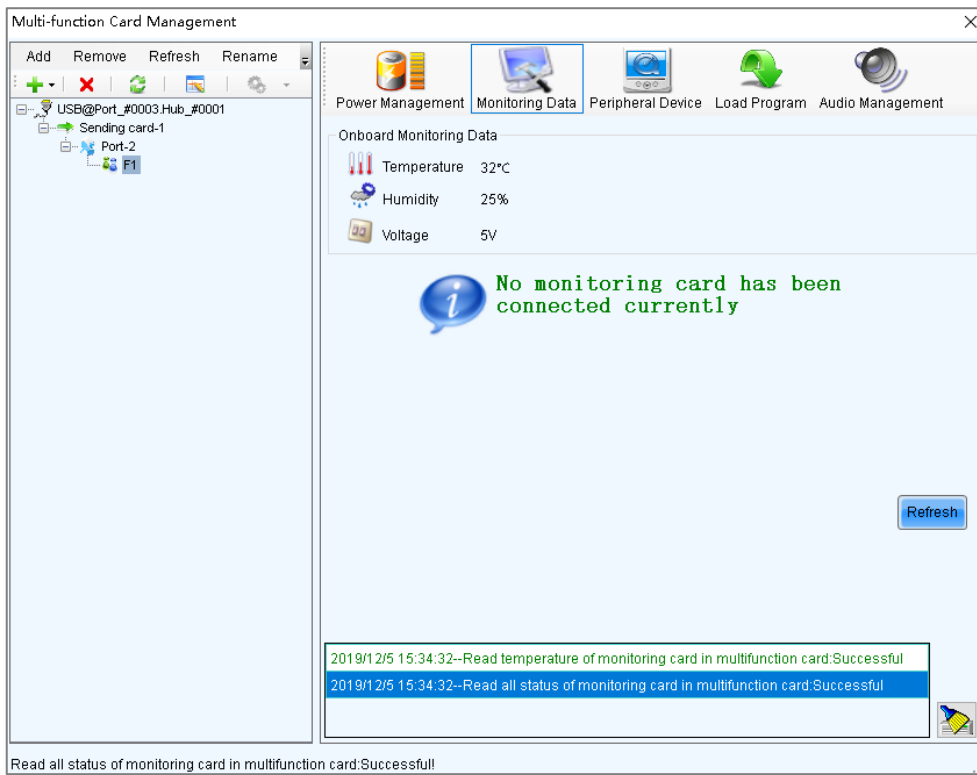 Multi-function Card Management
Add Remove Refresh Rename
USB@Port_#0003.Hub_#0001
Sending card-1
Port-2
F1
Power Management Monitoring Data Peripheral Device Load Program Audio Management
Onboard Monitoring Data
Temperature 32℃
Humidity 25%
Voltage 5V
No monitoring card has been
connected currently
Refresh
2019/12/5 15:34:32--Read temperature of monitoring card in multifunction card:Successful
2019/12/5 15:34:32--Read all status of monitoring card in multifunction card:Successful
Read all status of monitoring card in multifunction card:Successful!